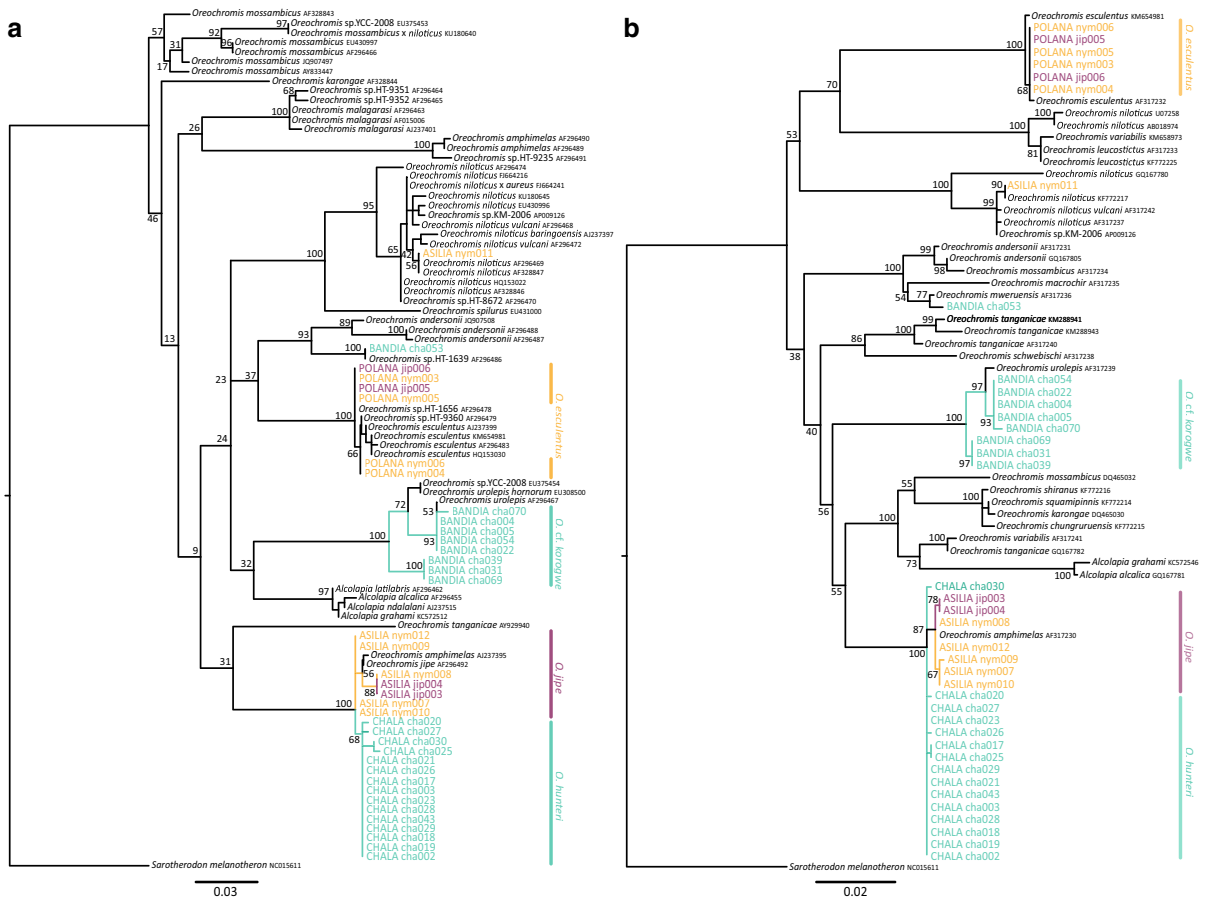 a
Oreochromis mossambicus AF328843
57
97
Oreochromis sp.YCC-2008 EU375453
Oreochromis mossambicus x niloticus KU180640
92
31
96
Oreochromis mossambicus EU430997
Oreochromis mossambicus AF296466
Oreochromis mossambicus JQ907497
17
Oreochromis mossambicus AY833447
Oreochromis karongae AF328844
68
Oreochromis sp.HT-9351 AF296464
Oreochromis sp.HT-9352 AF296465
100
Oreochromis malagarasi AF296463
Oreochromis malagarasi AF015006
26
Oreochromis malagarasi AJ237401
Oreochromis amphimelas AF296490
100
Oreochromis amphimelas AF296489
Oreochromis sp.HT-9235 AF296491
Oreochromis niloticus AF296474
Oreochromis niloticus FJ664216
Oreochromis niloticus x aureus FJ664241
Oreochromis niloticus KU180645
95
Oreochromis niloticus EU430996
46
Oreochromis sp.KM-2006 AP009126
Oreochromis niloticus vulcani AF296468
Oreochromis niloticus baringoensis AJ237397
Oreochromis niloticus vulcani AF296472
65
42
ASILIA nym011
100
56
Oreochromis niloticus AF296469
Oreochromis niloticus AF328847
Oreochromis niloticus HQ153022
Oreochromis niloticus AF328846
Oreochromis sp.HT-8672 AF296470
Oreochromis spilurus EU431000
89
Oreochromis andersonii JQ907508
93
100
Oreochromis andersonii AF296488
Oreochromis andersonii AF296487
13
BANDIA cha053
100
Oreochromis sp.HT-1639 AF296486
POLANA jip006
23
37
POLANA nym003
POLANA jip005
POLANA nym005
Oreochromis sp.HT-1656 AF296478
100
Oreochromis sp.HT-9360 AF296479
Oreochromis esculentus AJ237399
Oreochromis esculentus KM654981
24
Oreochromis esculentus AF296483
66
Oreochromis esculentus HQ153030
POLANA nym006
POLANA nym004
O. esculentus
Oreochromis sp.YCC-2008 EU375454
Oreochromis urolepis hornorum EU308500
72
Oreochromis urolepis AF296467
53
BANDIA cha070
BANDIA cha004
BANDIA cha005
100
93
BANDIA cha054
BANDIA cha022
9
BANDIA cha039
32
100
BANDIA cha031
BANDIA cha069
O. cf. korogwe
97
Alcolapia latilabris AF296462
Alcolapia alcalica AF296455
Alcolapia ndalalani AJ237515
Alcolapia grahami KC572512
Oreochromis tanganicae AY929940
ASILIA nym012
ASILIA nym009
Oreochromis amphimelas AJ237395
31
Oreochromis jipe AF296492
56
ASILIA nym008
ASILIA jip004
88
ASILIA jip003
100
ASILIA nym007
ASILIA nym010
O. jipe
CHALA cha020
CHALA cha027
68
CHALA cha030
CHALA cha025
CHALA cha021
CHALA cha026
CHALA cha017
CHALA cha003
CHALA cha023
CHALA cha028
CHALA cha043
CHALA cha029
CHALA cha018
CHALA cha019
CHALA cha002
O. hunteri
Sarotherodon melanotheron NC015611
0.03
b
Oreochromis esculentus KM654981
POLANA nym006
POLANA jip005
100
POLANA nym005
POLANA nym003
POLANA jip006
70
68
POLANA nym004
Oreochromis esculentus AF317232
O. esculentus
100
Oreochromis niloticus U07258
100
Oreochromis niloticus AB018974
53
Oreochromis variabilis KM658973
81
Oreochromis leucostictus AF317233
Oreochromis leucostictus KF772225
Oreochromis niloticus GQ167780
100
90
ASILIA nym011
Oreochromis niloticus KF772217
99
Oreochromis niloticus vulcani AF317242
Oreochromis niloticus AF317237
Oreochromis sp.KM-2006 AP009126
99
Oreochromis andersonii AF317231
Oreochromis andersonii GQ167805
100
98
Oreochromis mossambicus AF317234
Oreochromis macrochir AF317235
54
77
Oreochromis mweruensis AF317236
BANDIA cha053
99
Oreochromis tanganicae KM288941
100
Oreochromis tanganicae KM288943
86
Oreochromis tanganicae AF317240
38
Oreochromis schwebischi AF317238
Oreochromis urolepis AF317239
97
BANDIA cha054
BANDIA cha022
BANDIA cha004
100
BANDIA cha005
93
BANDIA cha070
40
BANDIA cha069
BANDIA cha031
97
BANDIA cha039
O. cf. korogwe
Oreochromis mossambicus DQ465032
55
Oreochromis shiranus KF772216
100
Oreochromis squamipinnis KF772214
56
Oreochromis karongae DQ465030
100
Oreochromis chungruruensis KF772215
100
Oreochromis variabilis AF317241
Oreochromis tanganicae GQ167782
73
Alcolapia grahami KC572546
100
Alcolapia alcalica GQ167781
55
CHALA cha030
78
ASILIA jip003
ASILIA jip004
87
ASILIA nym008
Oreochromis amphimelas AF317230
100
ASILIA nym012
ASILIA nym009
67
ASILIA nym007
ASILIA nym010
O. jipe
CHALA cha020
CHALA cha027
CHALA cha023
CHALA cha026
CHALA cha017
CHALA cha025
CHALA cha029
CHALA cha021
CHALA cha043
CHALA cha003
CHALA cha028
CHALA cha018
CHALA cha019
CHALA cha002
O. hunteri
Sarotherodon melanotheron NC015611
0.02